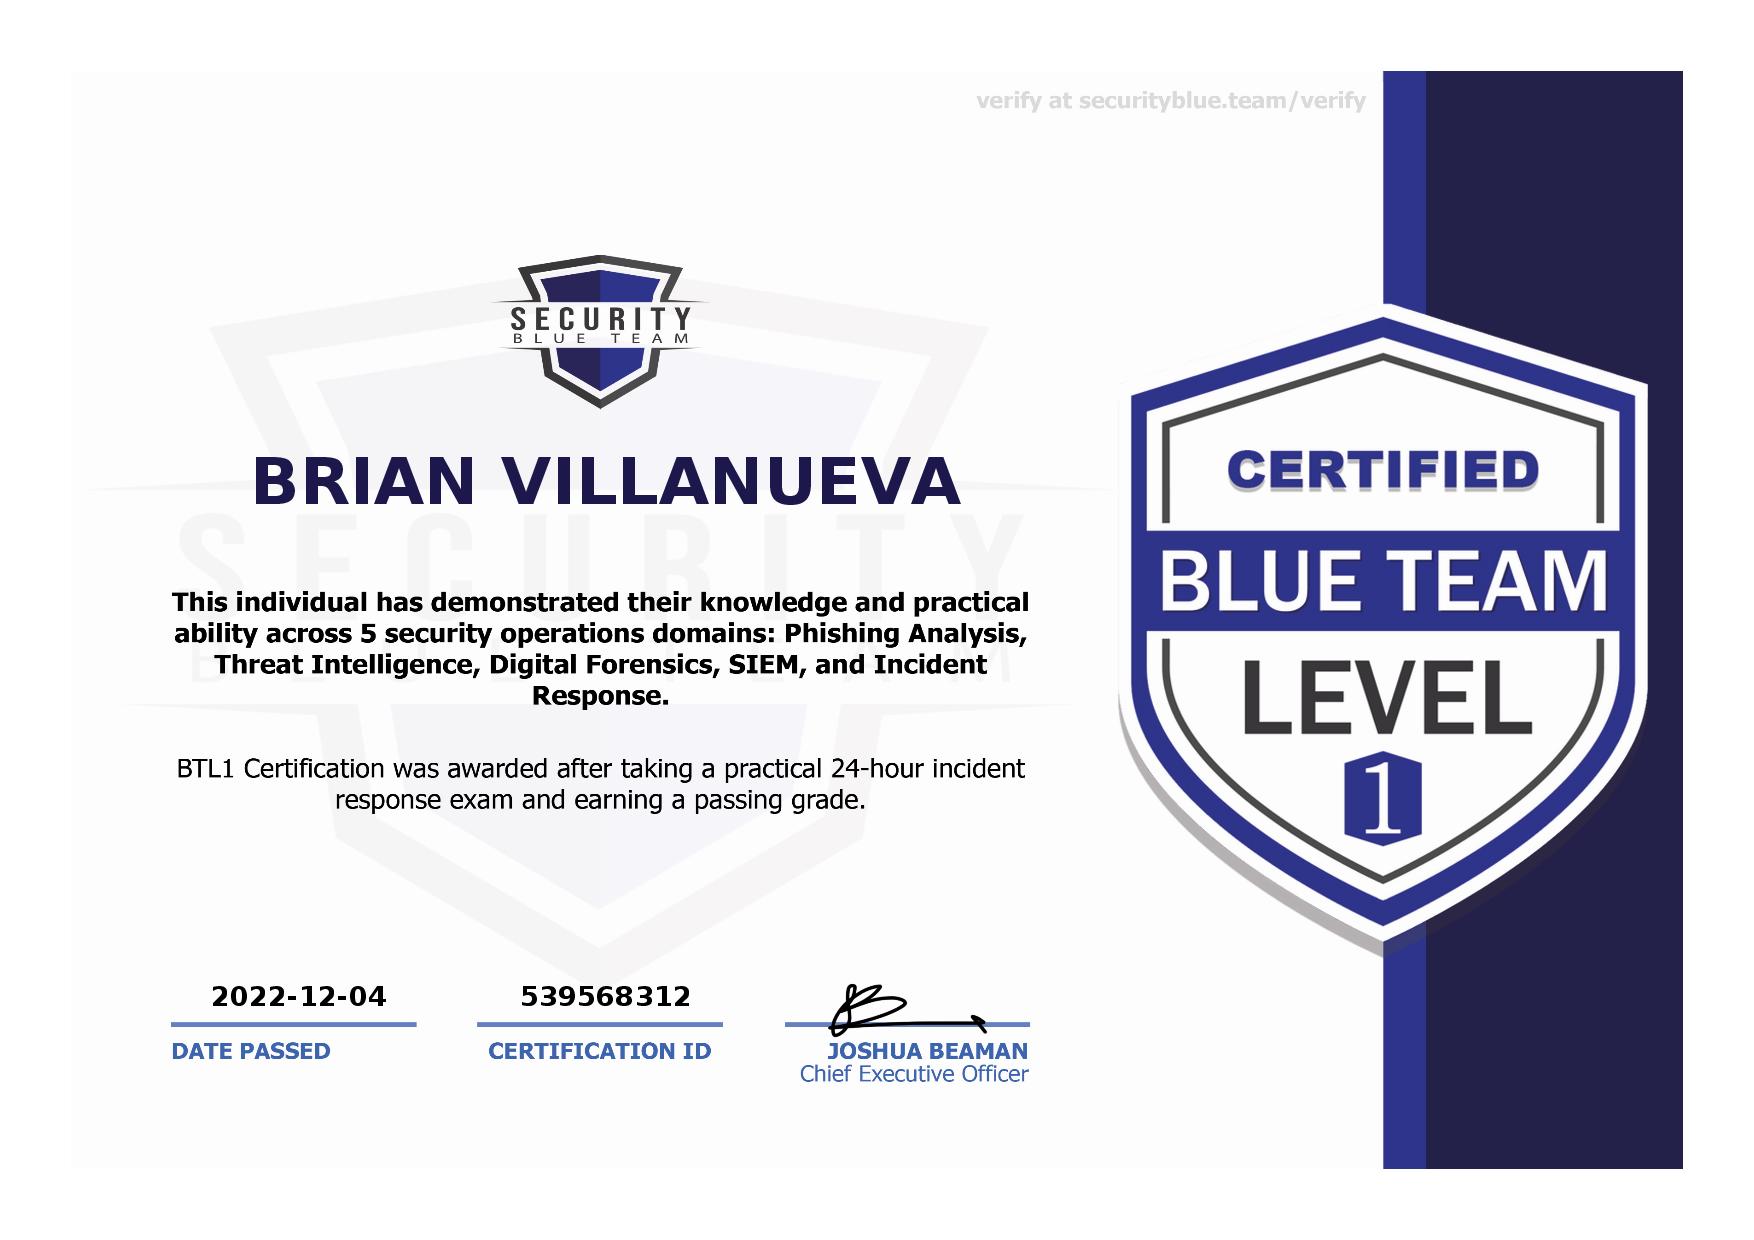 verify at securityblue.team/verify
SECURITY
BLUE TEAM
BRIAN VILLANUEVA
SECURITY
BLUE TEAM
This individual has demonstrated their knowledge and practical
ability across 5 security operations domains: Phishing Analysis,
Threat Intelligence, Digital Forensics, SIEM, and Incident
Response.
BTL1 Certification was awarded after taking a practical 24-hour incident
response exam and earning a passing grade.
CERTIFIED
BLUE TEAM
LEVEL
1
2022-12-04
DATE PASSED
539568312
CERTIFICATION ID
JOSHUA BEAMAN
Chief Executive Officer